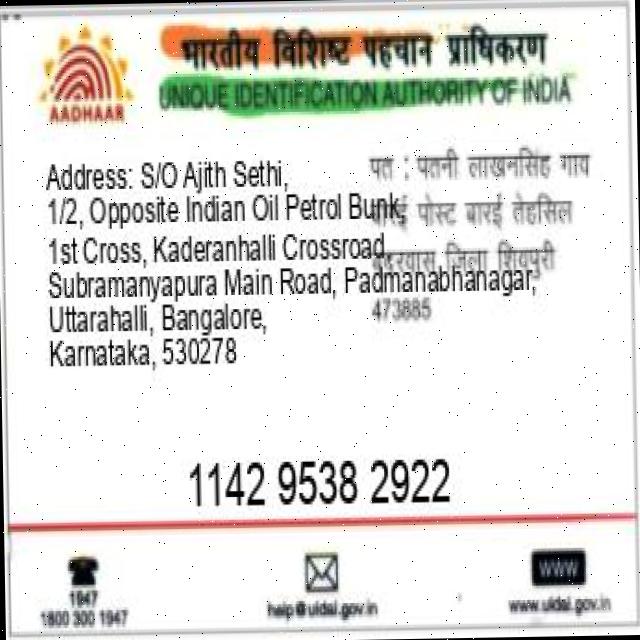 भारतीय विशिष्ट पहचान प्राधिकरण
UNIQUE IDENTIFICATION AUTHORITY OF INDIA
AADHAAR
Address: S/O Ajith Sethi,
1/2, Opposite Indian Oil Petrol Bunk,
1st Cross, Kaderanhalli Crossroad,
Subramanyapura Main Road, Padmanabhanagar,
Uttarahalli, Bangalore,
Karnataka, 530278
पत : पतनी लाखनसिंह गाव
पोस्ट बारई तेहसिल
जिला शिवपुरी
473885
1142 9538 2922
1947
1800 300 1947
help@uidai.gov.in
WWW
www.uidai.gov.in